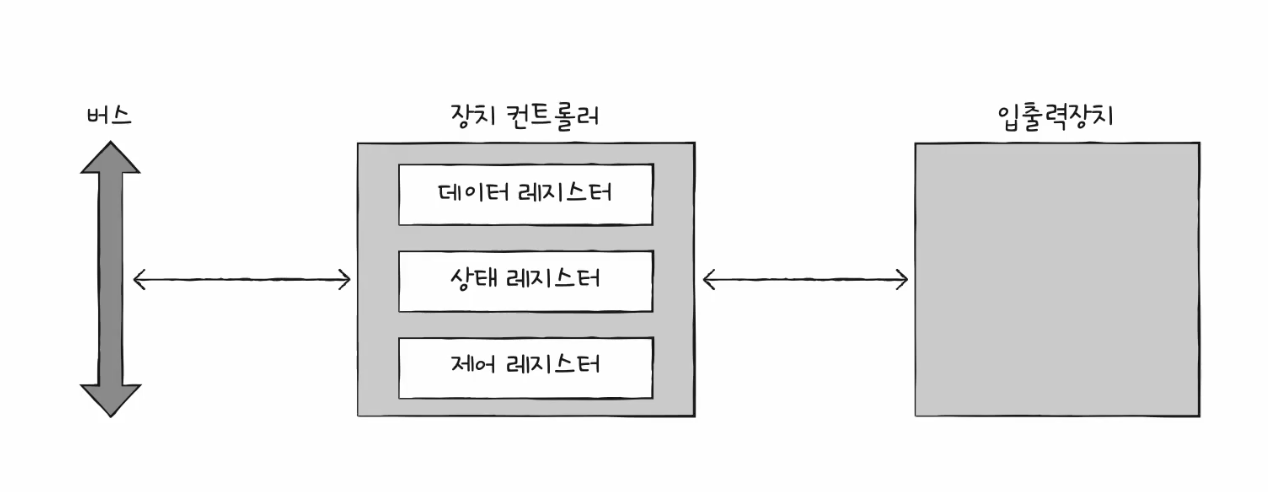 버스
장치 컨트롤러
입출력장치
데이터 레지스터
상태 레지스터
제어 레지스터